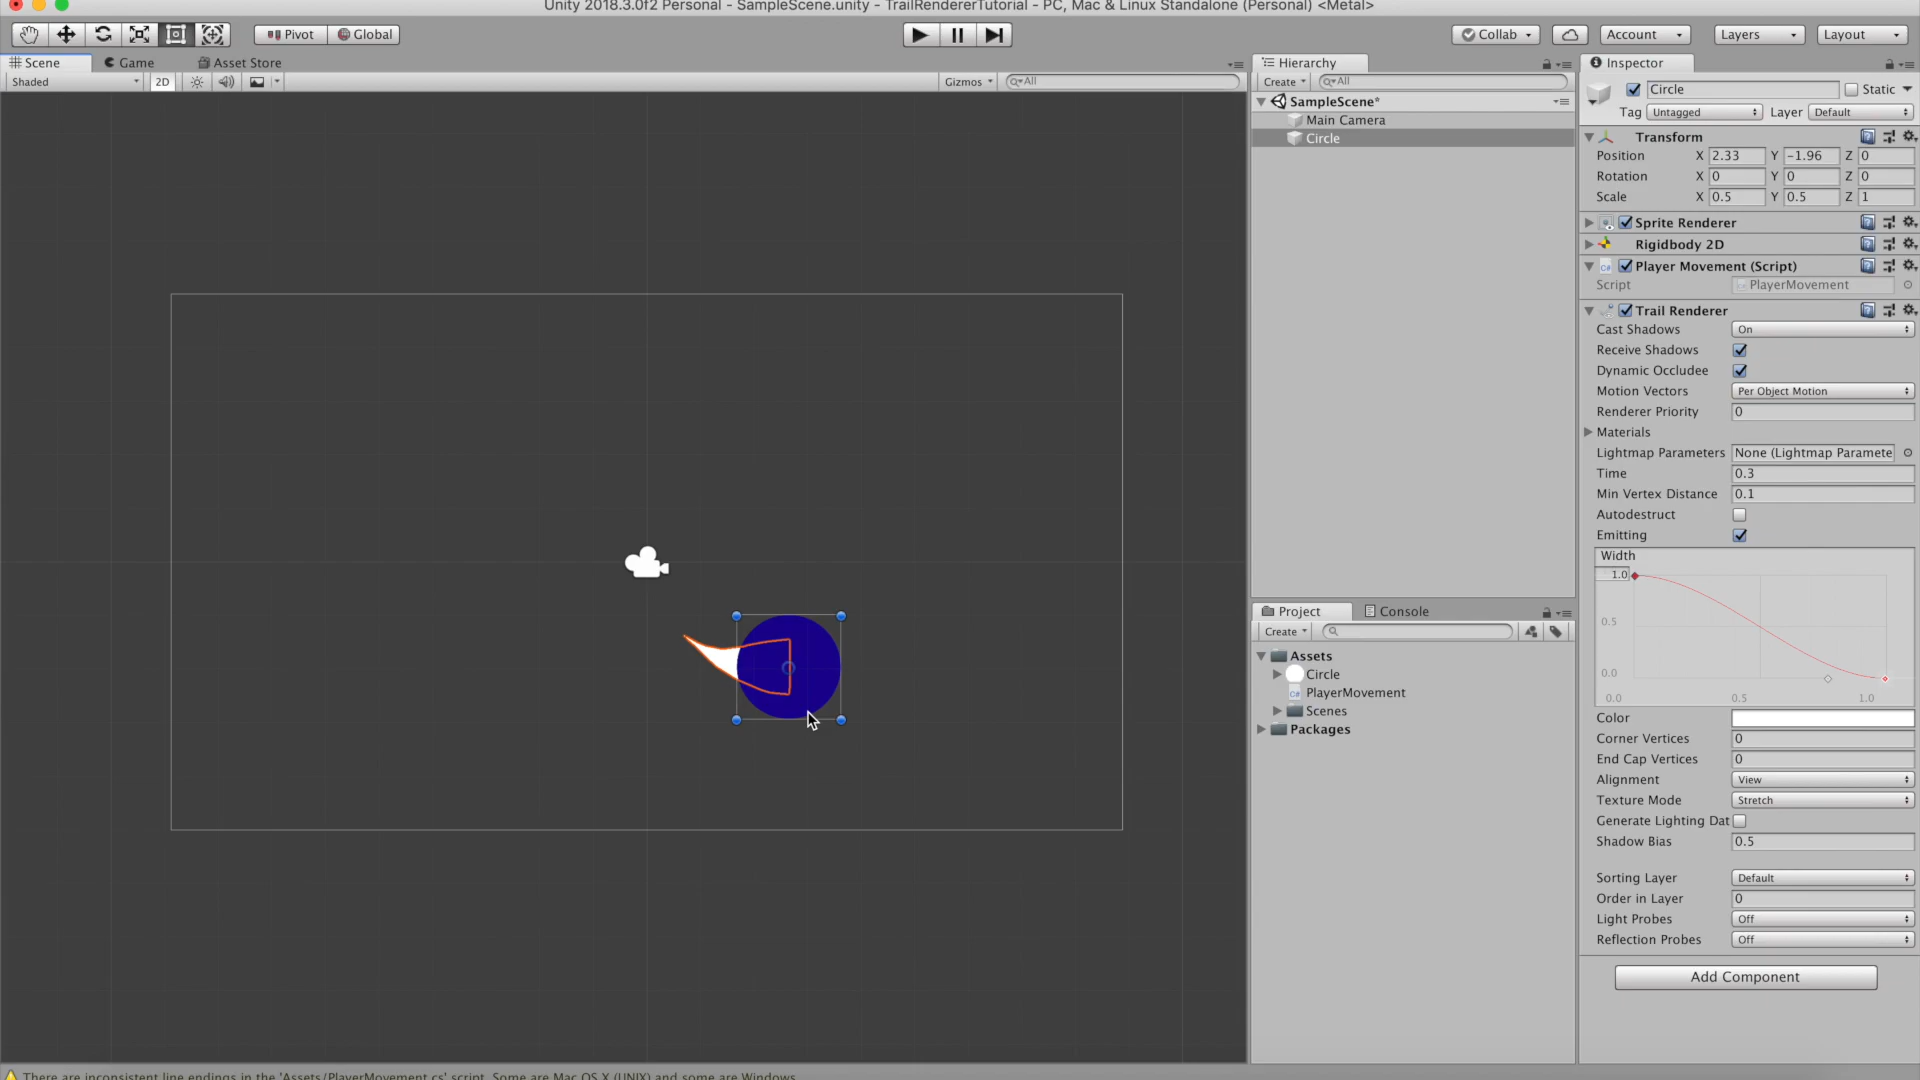 Unity 2018.3.0f2 Personal - SampleScene.unity - TrailRendererTutorial - PC, Mac & Linux Standalone (Personal) <Metal>
Pivot Global Collab Account Layers Layout
Scene Game Asset Store
Shaded 2D Gizmos All
Hierarchy
Create All
SampleScene*
Main Camera
Circle
Project Console
Create
Assets
Circle
PlayerMovement
Scenes
Packages
Inspector
Circle Static
Tag Untagged Layer Default
Transform
Position X 2.33 Y -1.96 Z 0
Rotation X 0 Y 0 Z 0
Scale X 0.5 Y 0.5 Z 1
Sprite Renderer
Rigidbody 2D
Player Movement (Script)
Script PlayerMovement
Trail Renderer
Cast Shadows On
Receive Shadows
Dynamic Occludee
Motion Vectors Per Object Motion
Renderer Priority 0
Materials
Lightmap Parameters None (Lightmap Paramete
Time 0.3
Min Vertex Distance 0.1
Autodestruct
Emitting
Width
1.0
0.5
0.0
0.0 0.5 1.0
Color
Corner Vertices 0
End Cap Vertices 0
Alignment View
Texture Mode Stretch
Generate Lighting Dat
Shadow Bias 0.5
Sorting Layer Default
Order in Layer 0
Light Probes Off
Reflection Probes Off
Add Component
There are inconsistent line endings in the 'Assets/PlayerMovement.cs' script. Some are Mac OS X (UNIX) and some are Windows.